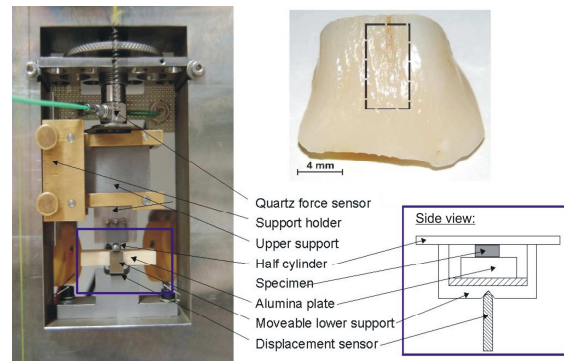 4 mm
Quartz force sensor
Support holder
Upper support
Half cylinder
Specimen
Alumina plate
Moveable lower support
Displacement sensor
Side view: